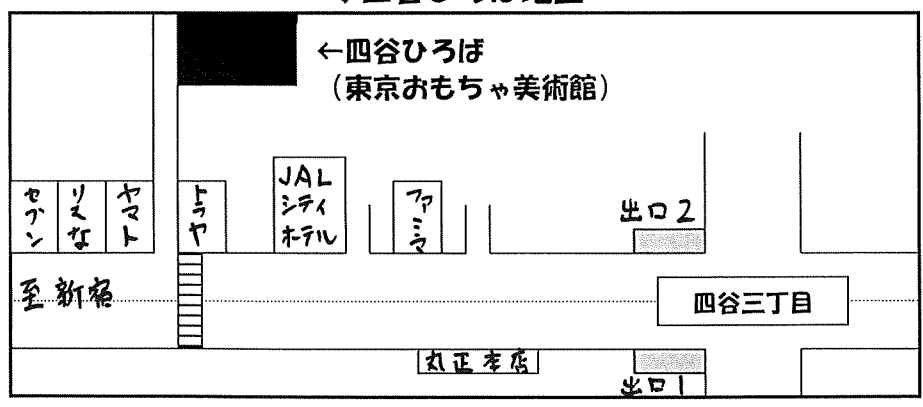 ←四谷ひろば
（東京おもちゃ美術館）
セブン
リスな
ヤマト
トラヤ
JAL
シティ
ホテル
ファミマ
出口2
至新宿
四谷三丁目
丸正本店
出口1